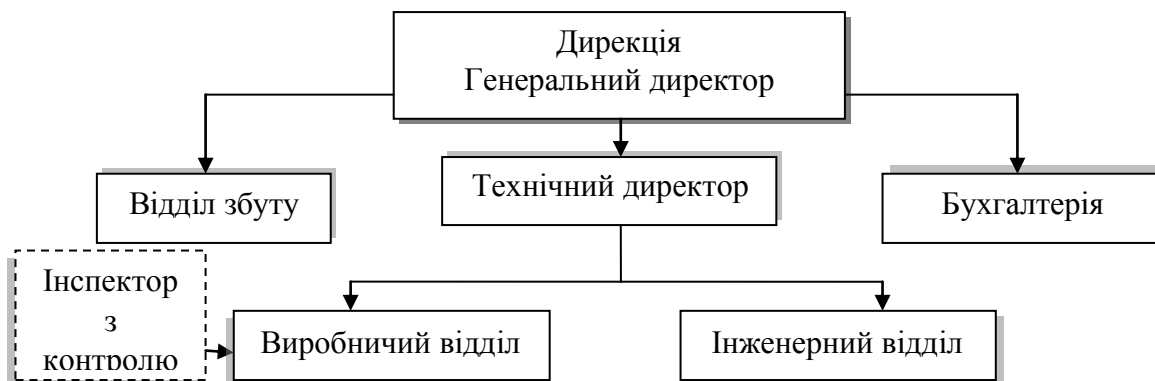 Дирекція
Генеральний директор
Відділ збуту
Технічний директор
Бухгалтерія
Інспектор
з
контролю
Виробничий відділ
Інженерний відділ